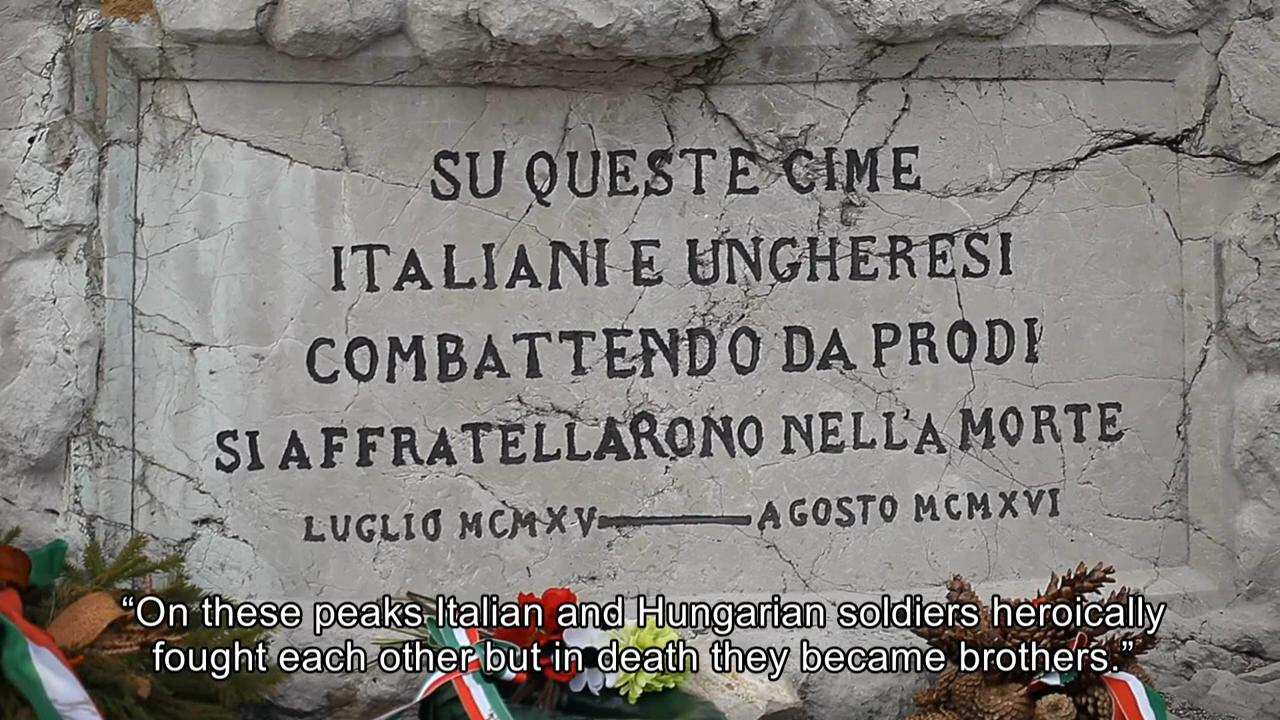 SU QUESTE CIME
ITALIANI E UNGHERESI
COMBATTENDO DA PRODI
SI AFFRATELLARONO NELL'A MORTE
LUGLIO MCMXV — AGOSTO MCMXVI
“On these peaks Italian and Hungarian soldiers heroically
fought each other but in death they became brothers.”